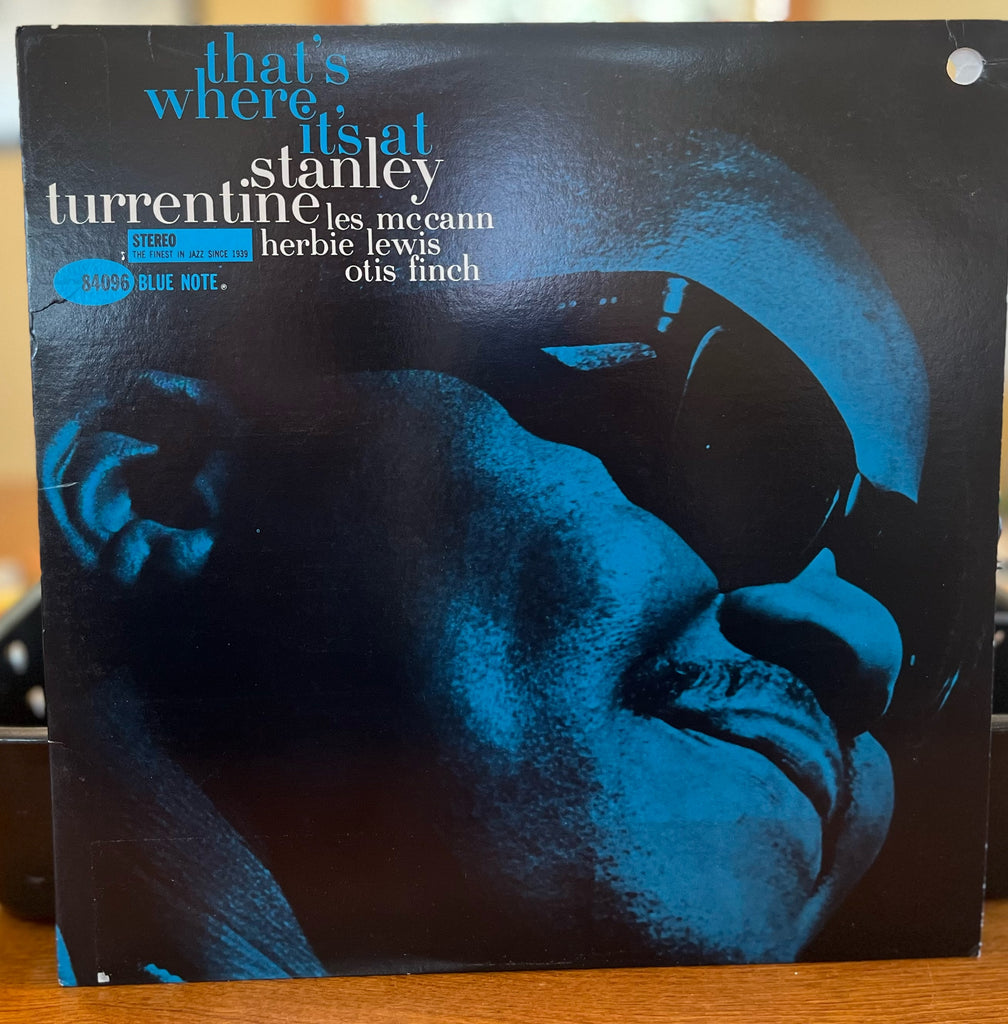 that's
where
it's at
stanley
turrentine
les mccann
herbie lewis
otis finch
STEREO
THE FINEST IN JAZZ SINCE 1939
84096 BLUE NOTE®